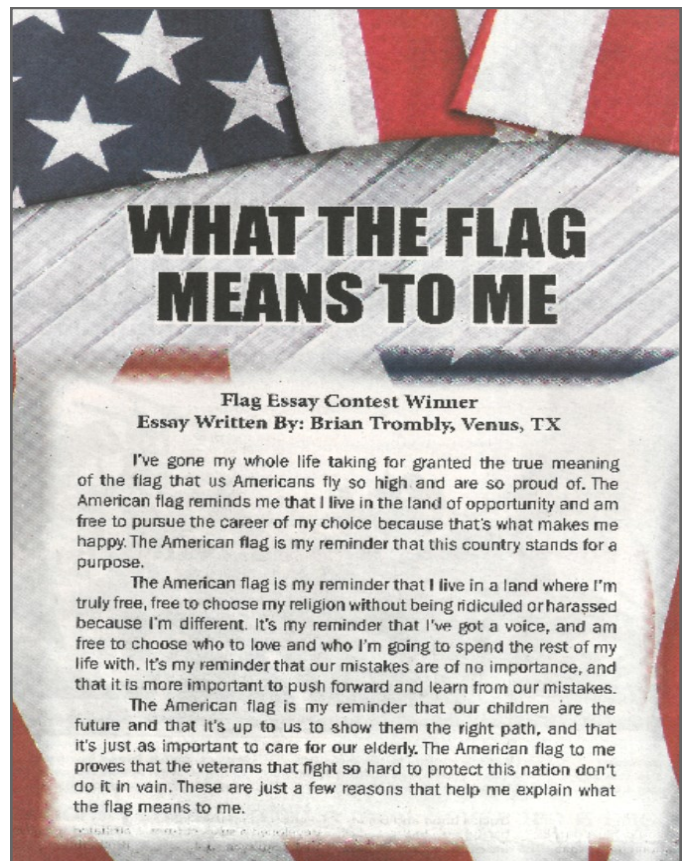 WHAT THE FLAG
MEANS TO ME
Flag Essay Contest Winner
Essay Written By: Brian Trombly, Venus, TX
I've gone my whole life taking for granted the true meaning
of the flag that us Americans fly so high and are so proud of. The
American flag reminds me that I live in the land of opportunity and am
free to pursue the career of my choice because that's what makes me
happy. The American flag is my reminder that this country stands for a
purpose.
The American flag is my reminder that I live in a land where I'm
truly free, free to choose my religion without being ridiculed or harassed
because I'm different. It's my reminder that I've got a voice, and am
free to choose who to love and who I'm going to spend the rest of my
life with. It's my reminder that our mistakes are of no importance, and
that it is more important to push forward and learn from our mistakes.
The American flag is my reminder that our children are the
future and that it's up to us to show them the right path, and that
it's just as important to care for our elderly. The American flag to me
proves that the veterans that fight so hard to protect this nation don't
do it in vain. These are just a few reasons that help me explain what
the flag means to me.